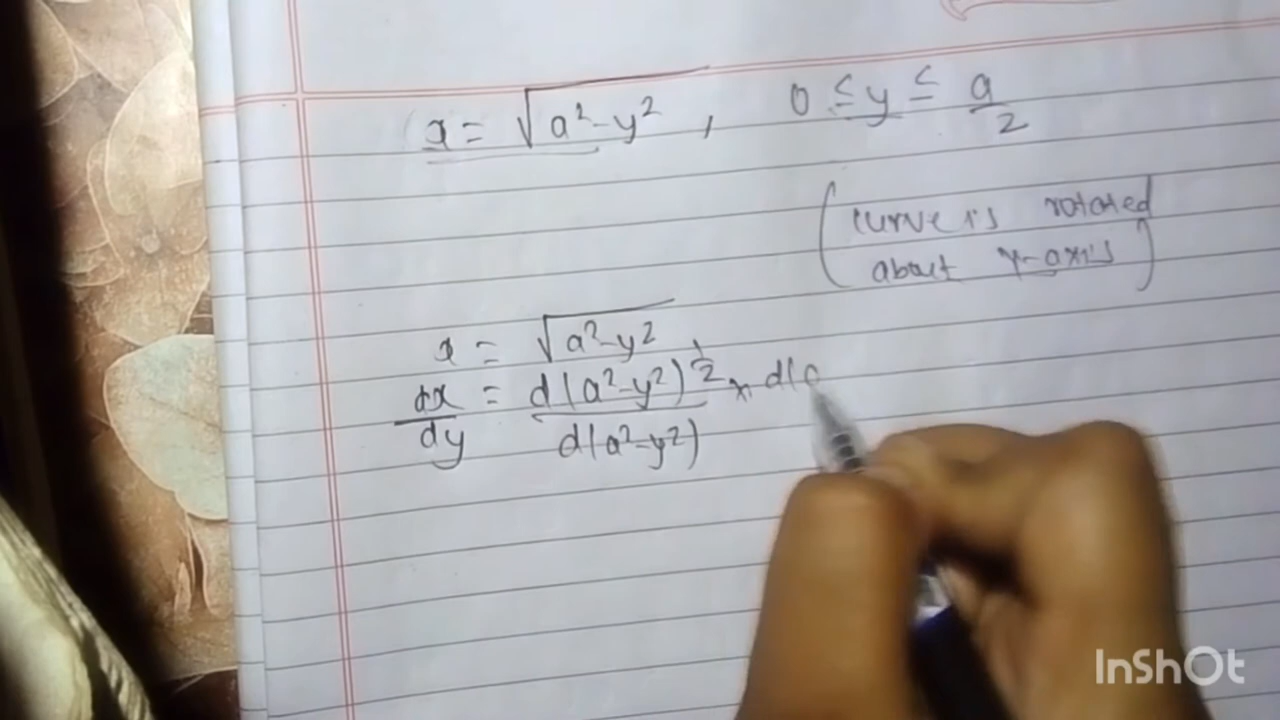 x = √a²-y² , 0 ≤ y ≤ a/2
(curve is rotated
about y-axis)
x = √a²-y²
dx/dy = d(a²-y²)^1/2 / d(a²-y²) × d(a
InShOt